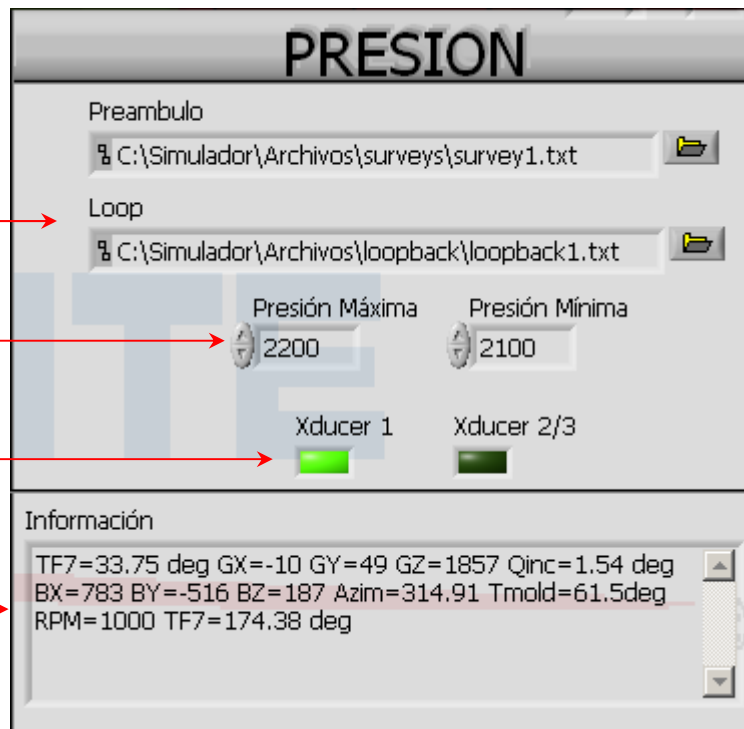 PRESION
Preambulo
C:\Simulador\Archivos\surveys\survey1.txt
Loop
C:\Simulador\Archivos\loopback\loopback1.txt
Presión Máxima Presión Mínima
2200 2100
Xducer 1 Xducer 2/3
Información
TF7=33.75 deg GX=-10 GY=49 GZ=1857 Qinc=1.54 deg
BX=783 BY=-516 BZ=187 Azim=314.91 Tmold=61.5deg
RPM=1000 TF7=174.38 deg
ITE